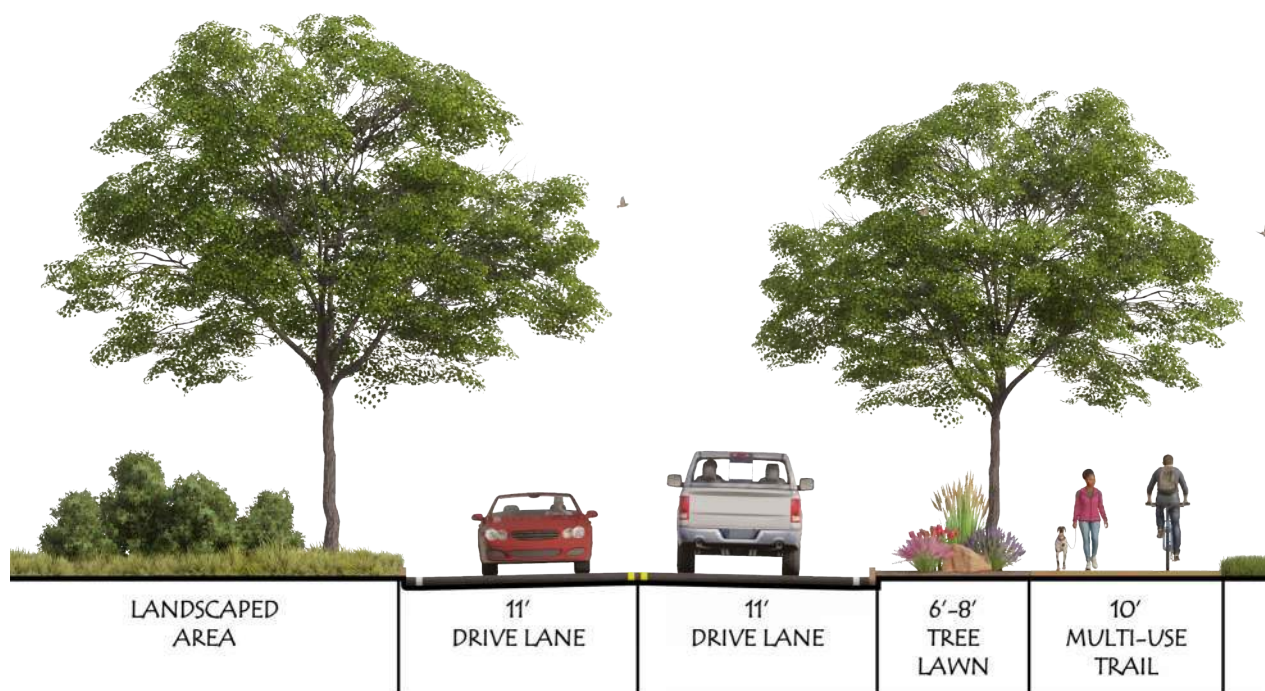 LANDSCAPED
AREA
11'
DRIVE LANE
11'
DRIVE LANE
6'-8'
TREE
LAWN
10'
MULTI-USE
TRAIL